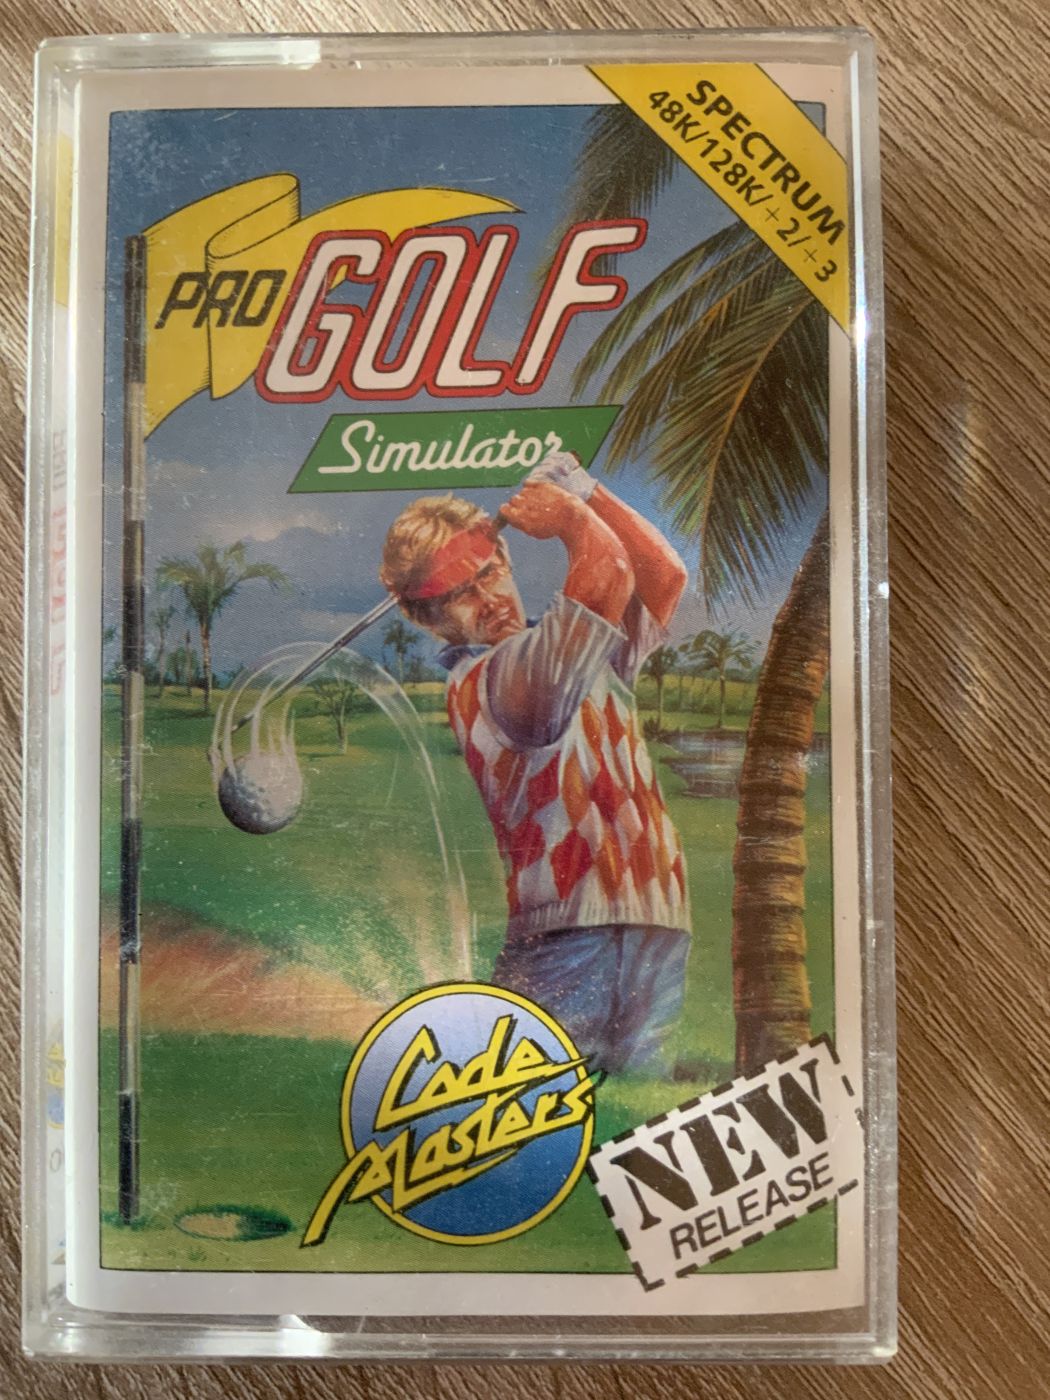 SPECTRUM
48K/128K/+2/+3
PRO GOLF
Simulator
Code
Masters
NEW
RELEASE